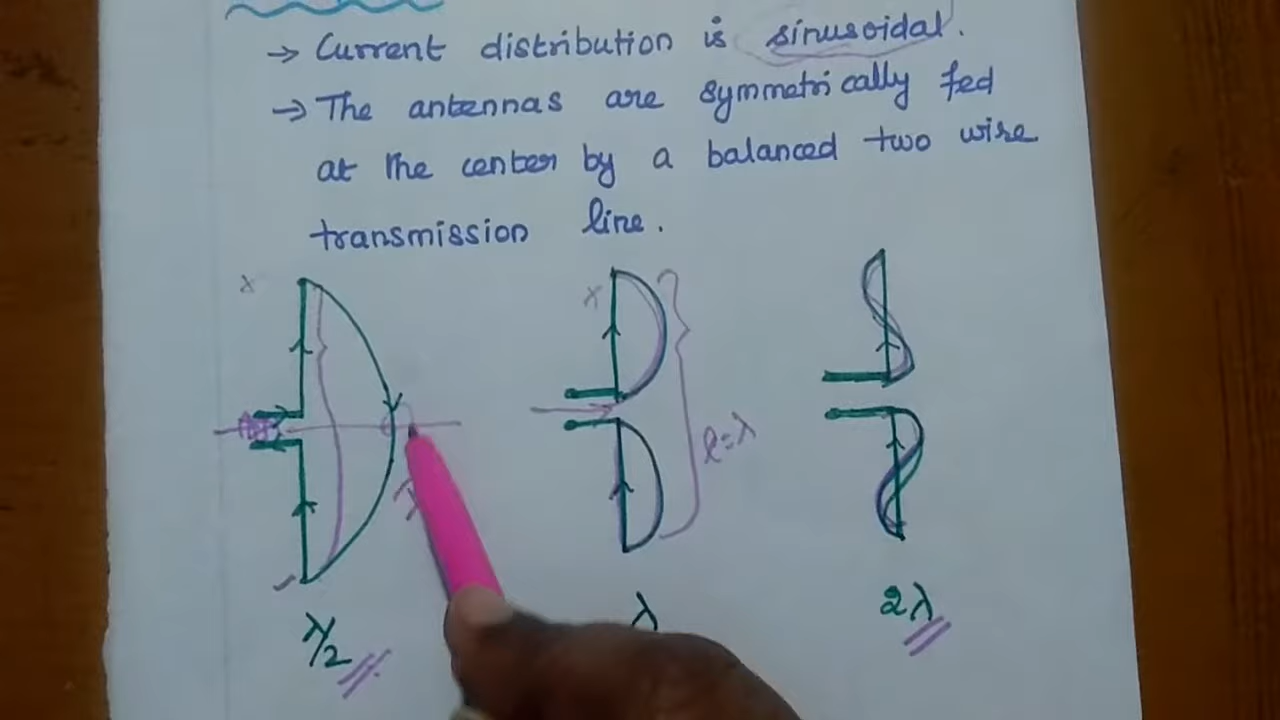 → Current distribution is sinusoidal.
→ The antennas are symmetrically fed
at the center by a balanced two wire
transmission line.
l=λ
λ/2
λ
2λ